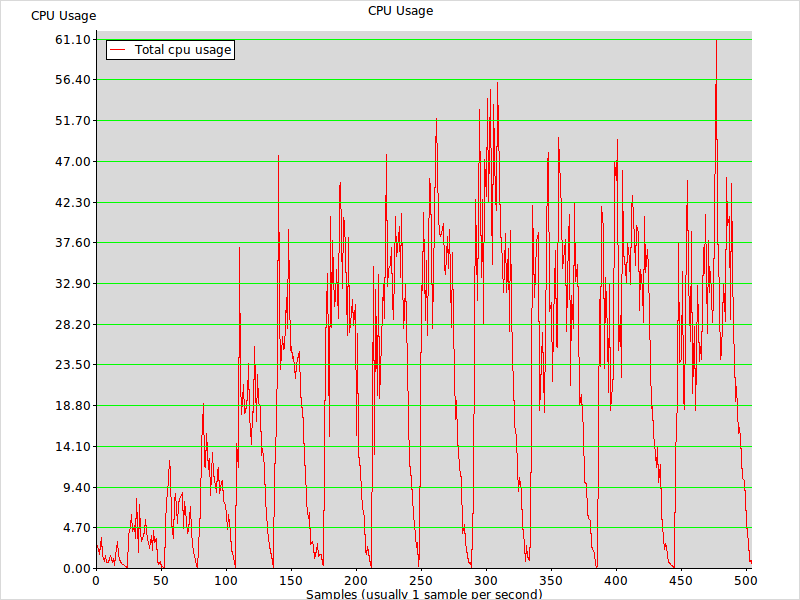 CPU Usage
CPU Usage
61.10
Total cpu usage
56.40
51.70
47.00
42.30
37.60
32.90
28.20
23.50
18.80
14.10
9.40
4.70
0.00
0 50 100 150 200 250 300 350 400 450 500
Samples (usually 1 sample per second)